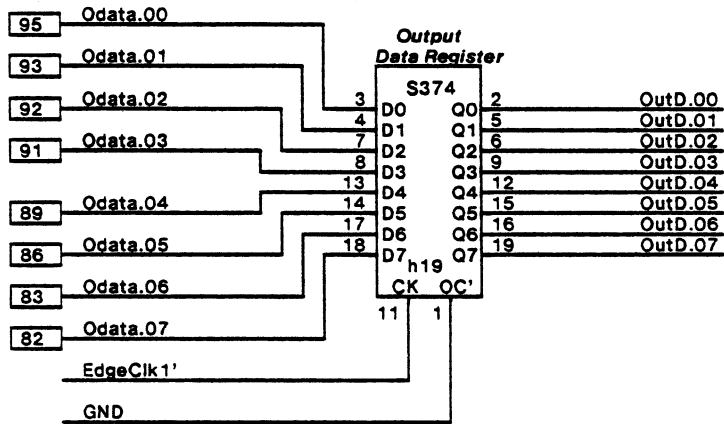 95 Odata.00
93 Odata.01
92 Odata.02
91 Odata.03
89 Odata.04
86 Odata.05
83 Odata.06
82 Odata.07
EdgeClk1'
GND
Output
Data Register
S374
3 D0 Q0 2 OutD.00
4 D1 Q1 5 OutD.01
7 D2 Q2 6 OutD.02
8 D3 Q3 9 OutD.03
13 D4 Q4 12 OutD.04
14 D5 Q5 15 OutD.05
17 D6 Q6 16 OutD.06
18 D7 Q7 19 OutD.07
h19
CK OC'
11 1